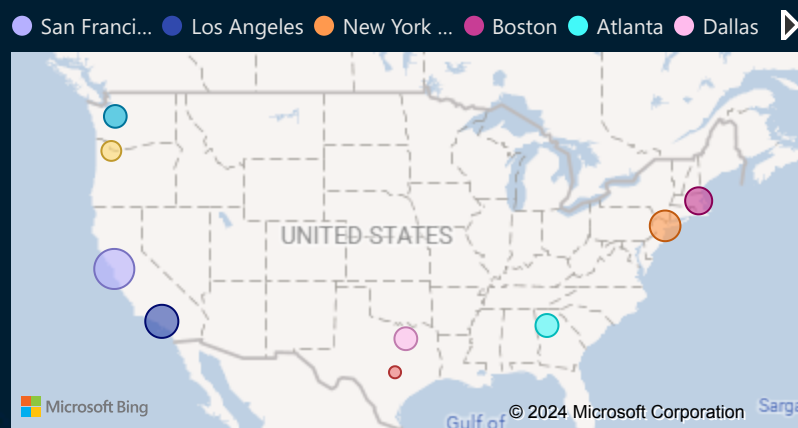 San Franci... Los Angeles New York ... Boston Atlanta Dallas
UNITED STATES
Microsoft Bing
© 2024 Microsoft Corporation
Gulf of
Sarga